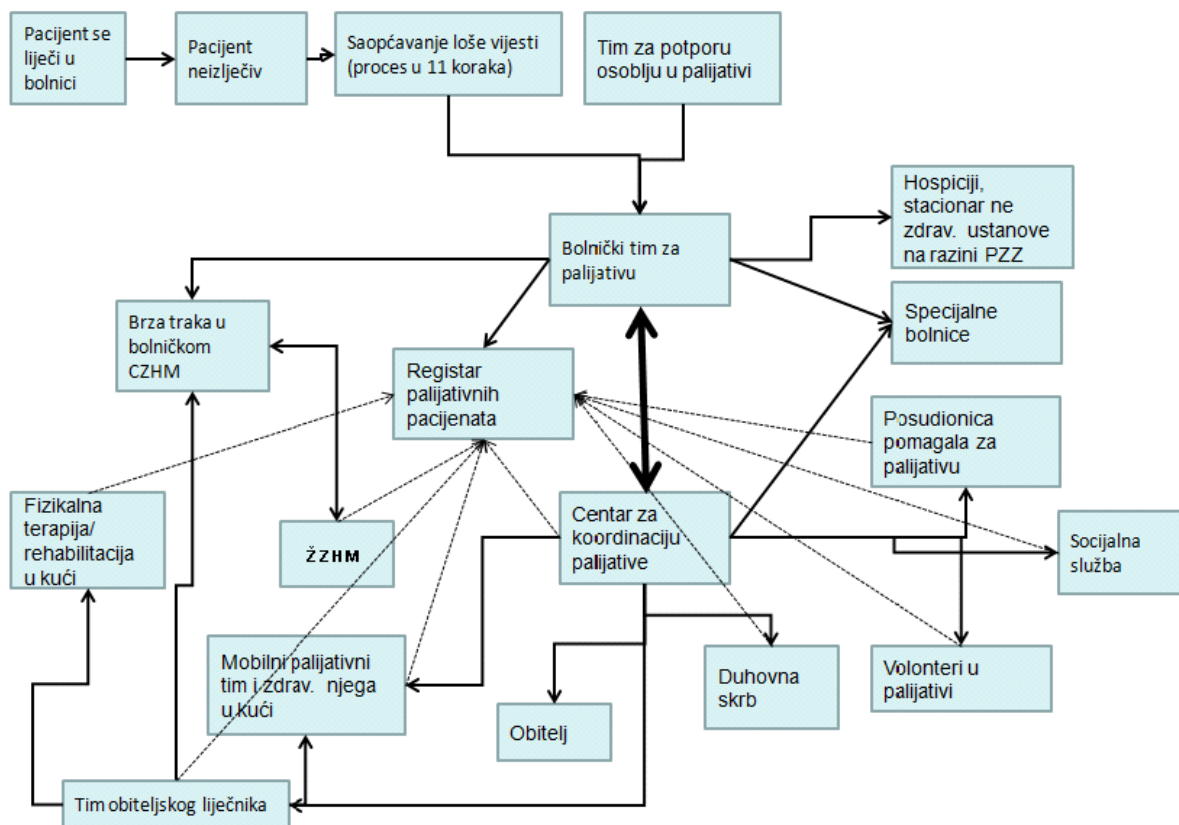 Pacijent se
liječi u
bolnici
Pacijent
neizlječiv
Saopćavanje loše vijesti
(proces u 11 koraka)
Tim za potporu
osoblju u palijativi
Hospiciji,
stacionar ne
zdrav. ustanove
na razini PZZ
Bolnički tim za
palijativu
Brza traka u
bolničkom
CZHM
Specijalne
bolnice
Registar
palijativnih
pacijenata
Posudionica
pomagala za
palijativu
Fizikalna
terapija/
rehabilitacija
u kući
ŽZHM
Centar za
koordinaciju
palijative
Socijalna
služba
Mobilni palijativni
tim i zdrav. njega
u kući
Obitelj
Duhovna
skrb
Volonteri u
palijativi
Tim obiteljskog liječnika